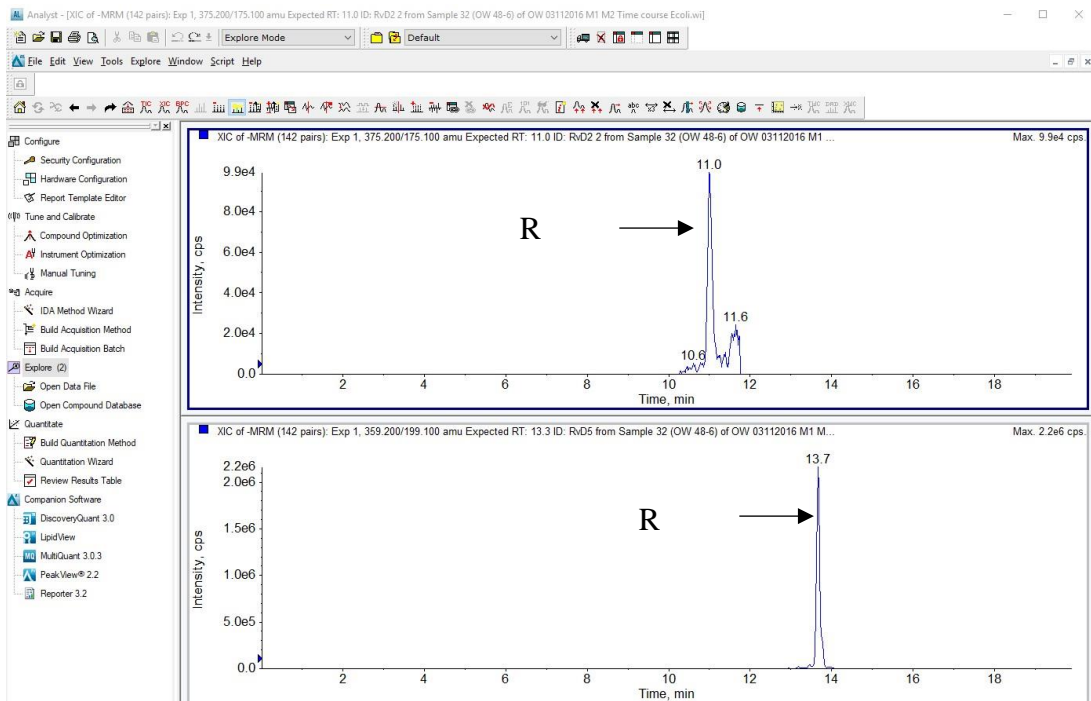 Analyst - [XIC of -MRM (142 pairs): Exp 1, 375.200/175.100 amu Expected RT: 11.0 ID: RvD2 2 from Sample 32 (OW 48-6) of OW 03112016 M1 M2 Time course Ecoli.wi]
Explore Mode
Default
File Edit View Tools Explore Window Script Help
Configure
Security Configuration
Hardware Configuration
Report Template Editor
Tune and Calibrate
Compound Optimization
Instrument Optimization
Manual Tuning
Acquire
IDA Method Wizard
Build Acquisition Method
Build Acquisition Batch
Explore (2)
Open Data File
Open Compound Database
Quantitate
Build Quantitation Method
Quantitation Wizard
Review Results Table
Companion Software
DiscoveryQuant 3.0
LipidView
MultiQuant 3.0.3
PeakView® 2.2
Reporter 3.2
XIC of -MRM (142 pairs): Exp 1, 375.200/175.100 amu Expected RT: 11.0 ID: RvD2 2 from Sample 32 (OW 48-6) of OW 03112016 M1 ... Max. 9.9e4 cps.
11.0
9.9e4
8.0e4
6.0e4
4.0e4
2.0e4
0.0
Intensity, cps
R
10.6
11.6
2 4 6 8 10 12 14 16 18
Time, min
XIC of -MRM (142 pairs): Exp 1, 359.200/199.100 amu Expected RT: 13.3 ID: RvD5 from Sample 32 (OW 48-6) of OW 03112016 M1 M... Max. 2.2e6 cps.
13.7
2.2e6
2.0e6
1.5e6
1.0e6
5.0e5
0.0
Intensity, cps
R
2 4 6 8 10 12 14 16 18
Time, min